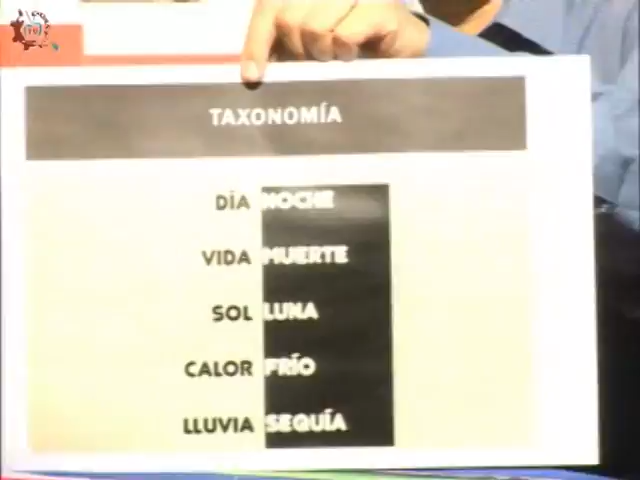 TAXONOMÍA
DÍA NOCHE
VIDA MUERTE
SOL LUNA
CALOR FRÍO
LLUVIA SEQUÍA